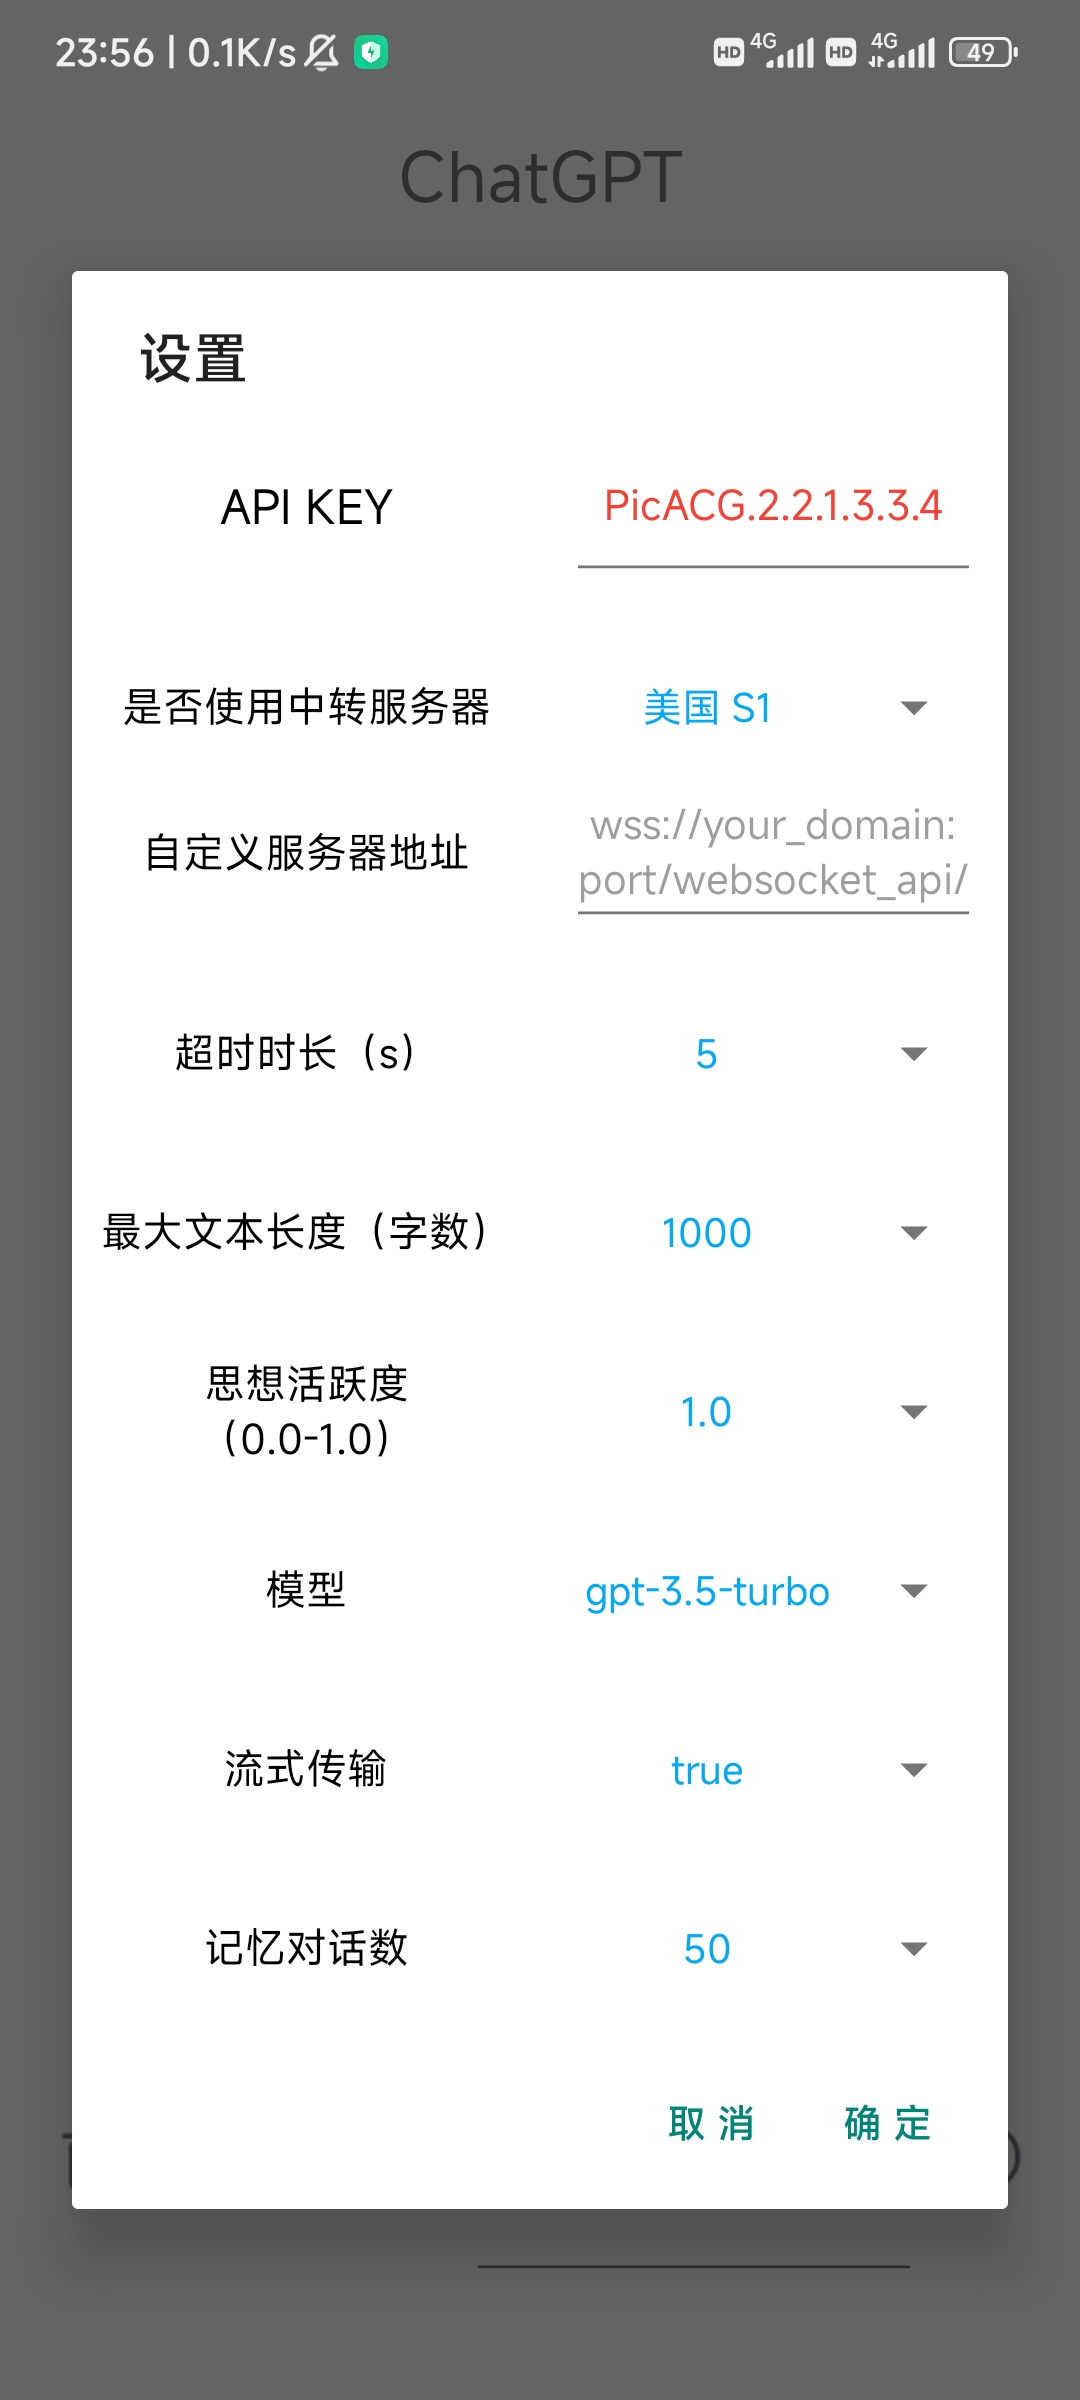 23:56 | 0.1K/s
HD 4G HD 4G 49
ChatGPT
设置
API KEY
PicACG.2.2.1.3.3.4
是否使用中转服务器
美国 S1
自定义服务器地址
wss://your_domain:
port/websocket_api/
超时时长（s）
5
最大文本长度（字数）
1000
思想活跃度
（0.0-1.0）
1.0
模型
gpt-3.5-turbo
流式传输
true
记忆对话数
50
取消
确定